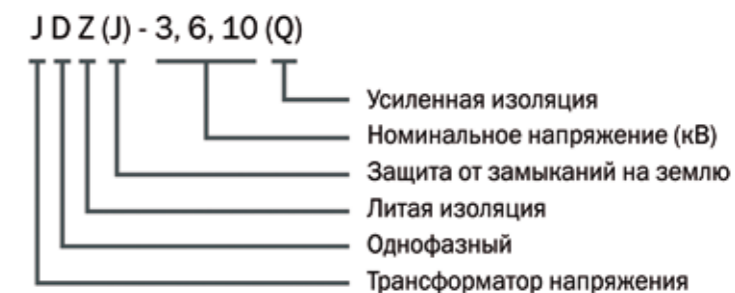 J D Z (J) - 3, 6, 10 (Q)
Усиленная изоляция
Номинальное напряжение (кВ)
Защита от замыканий на землю
Литая изоляция
Однофазный
Трансформатор напряжения